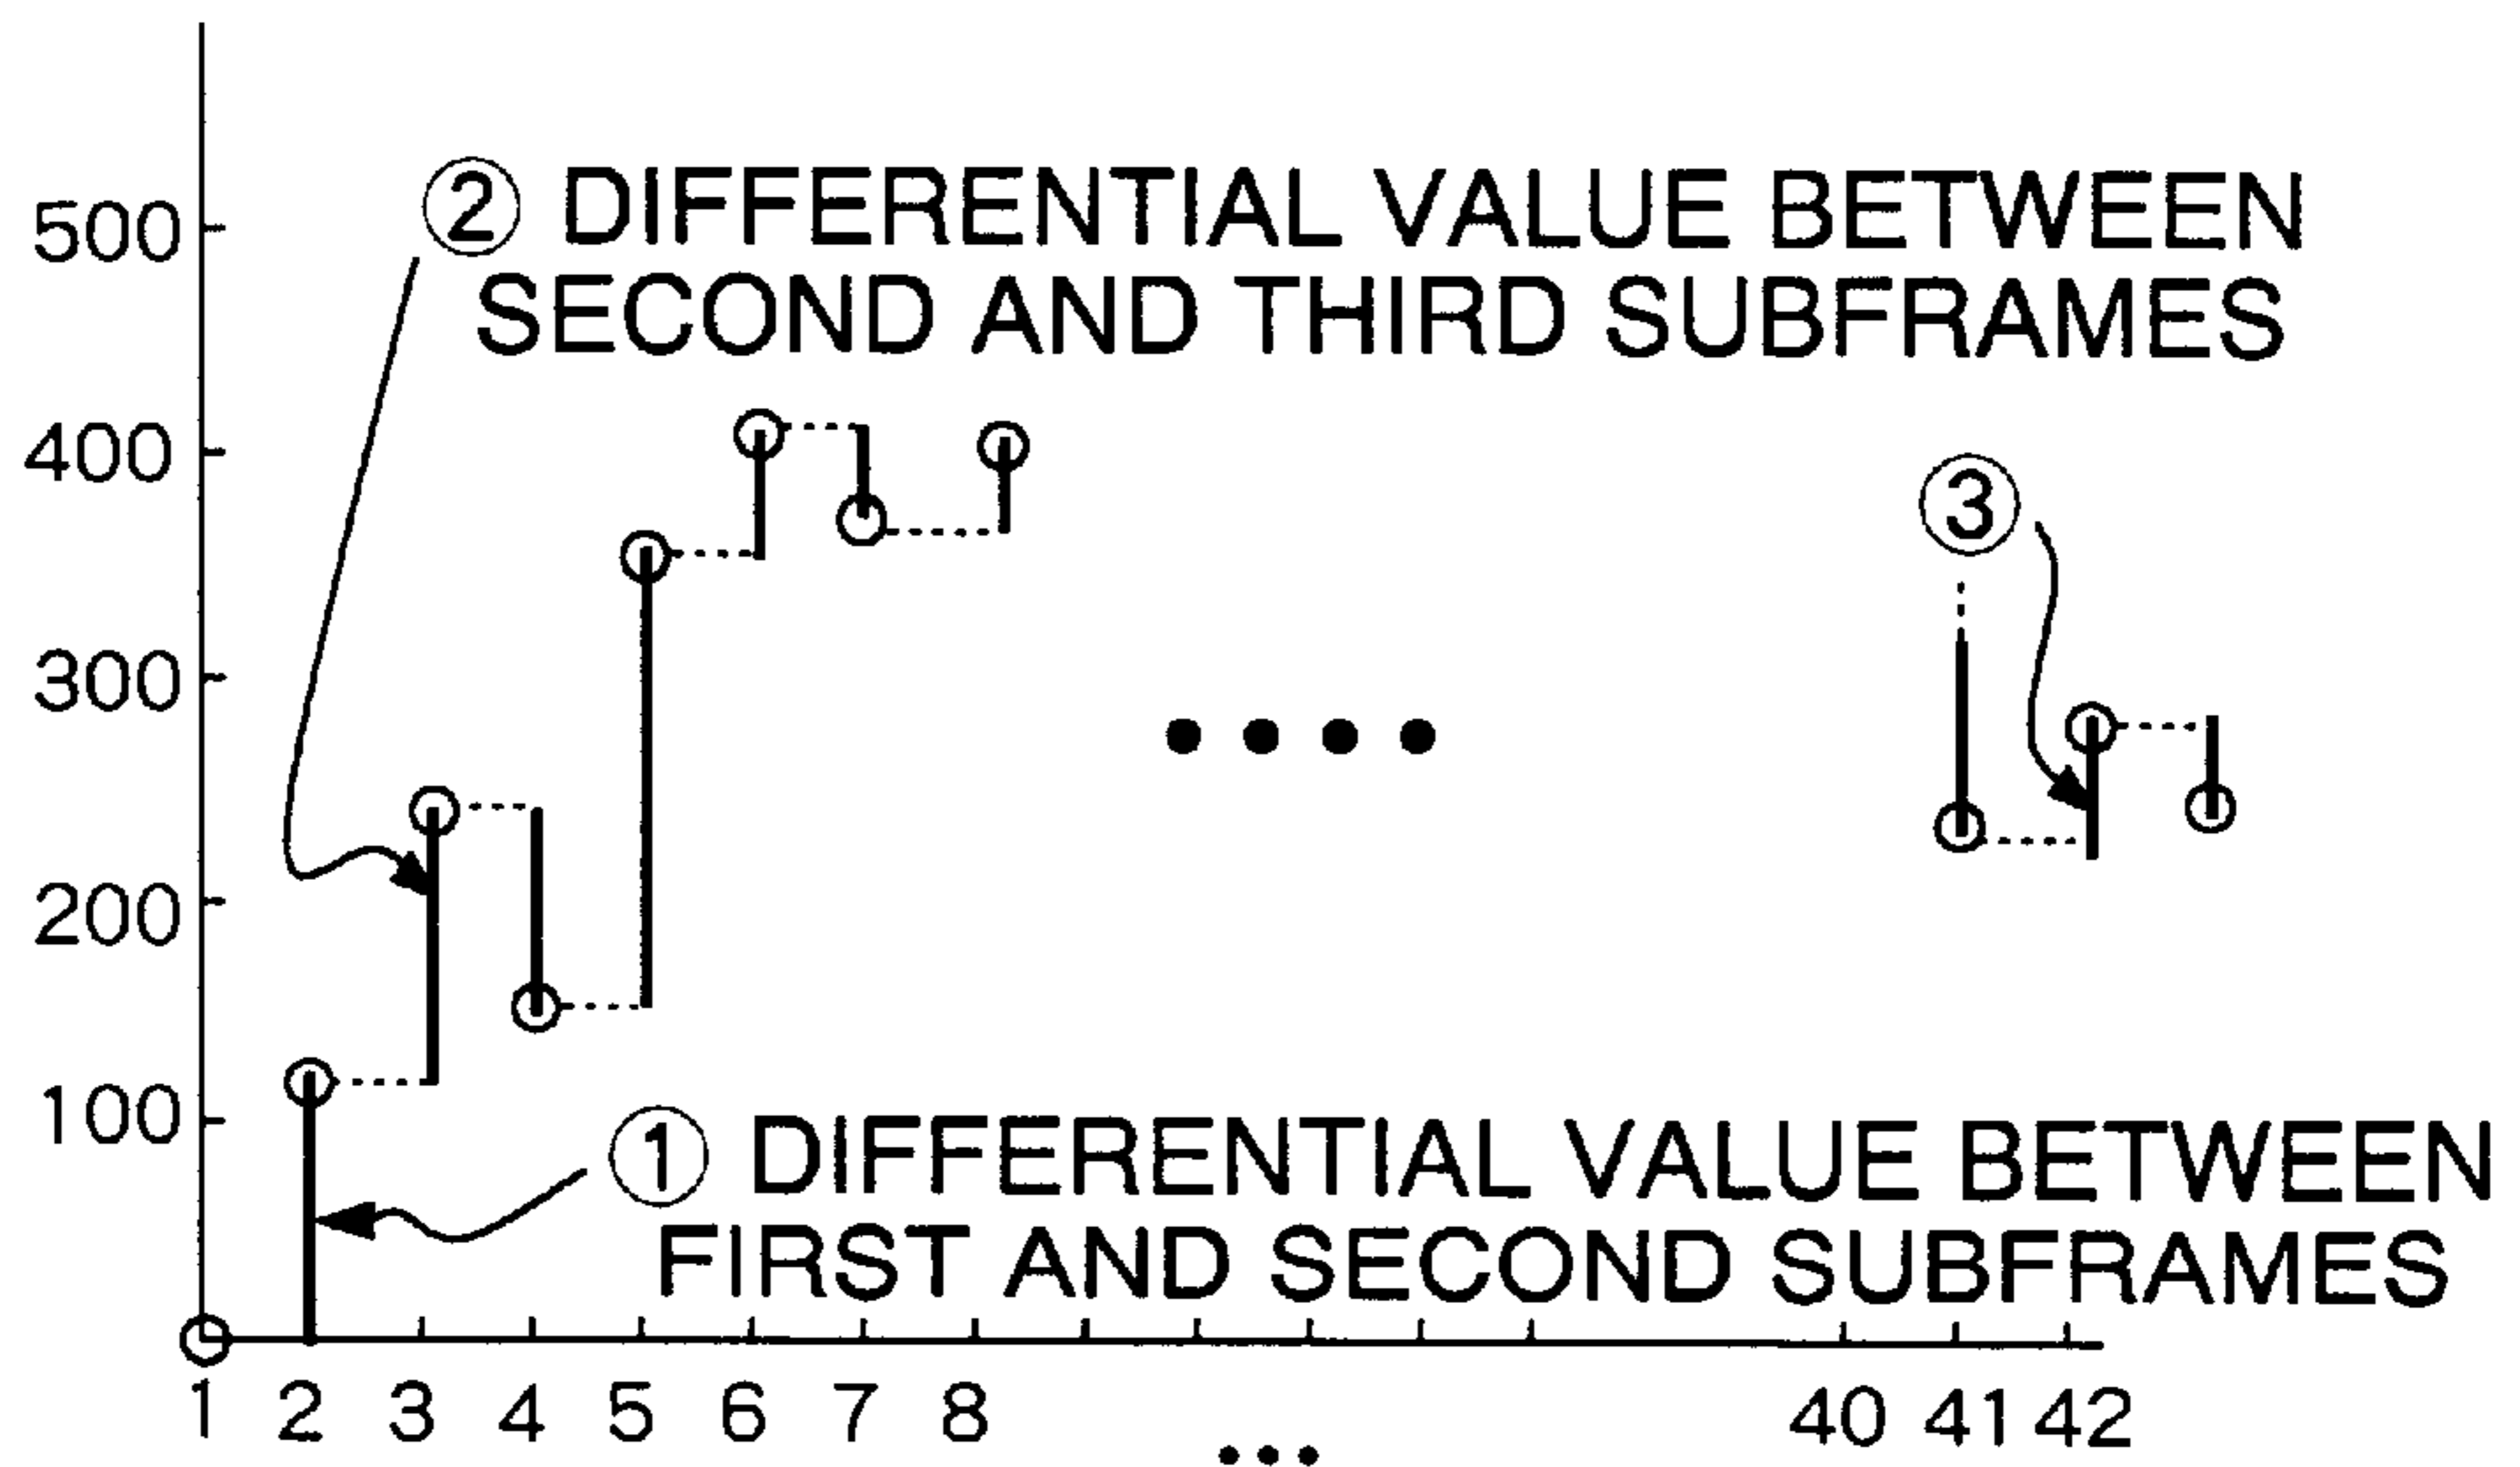 500
② DIFFERENTIAL VALUE BETWEEN
SECOND AND THIRD SUBFRAMES
400
③
300
200
100
① DIFFERENTIAL VALUE BETWEEN
FIRST AND SECOND SUBFRAMES
1 2 3 4 5 6 7 8 ... 40 41 42